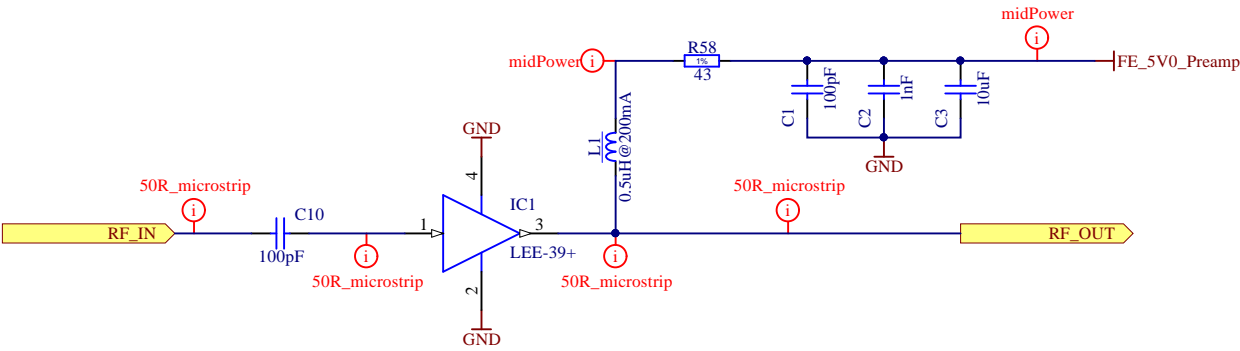 midPower
R58
midPower
i
i
1%
43
FE_5V0_Preamp
C1
100pF
C2
1nF
C3
10uF
GND
GND
L1
0.5uH@200mA
4
50R_microstrip
i
C10
IC1
50R_microstrip
i
RF_IN
1
3
RF_OUT
100pF
i
LEE-39+
i
50R_microstrip
50R_microstrip
2
GND